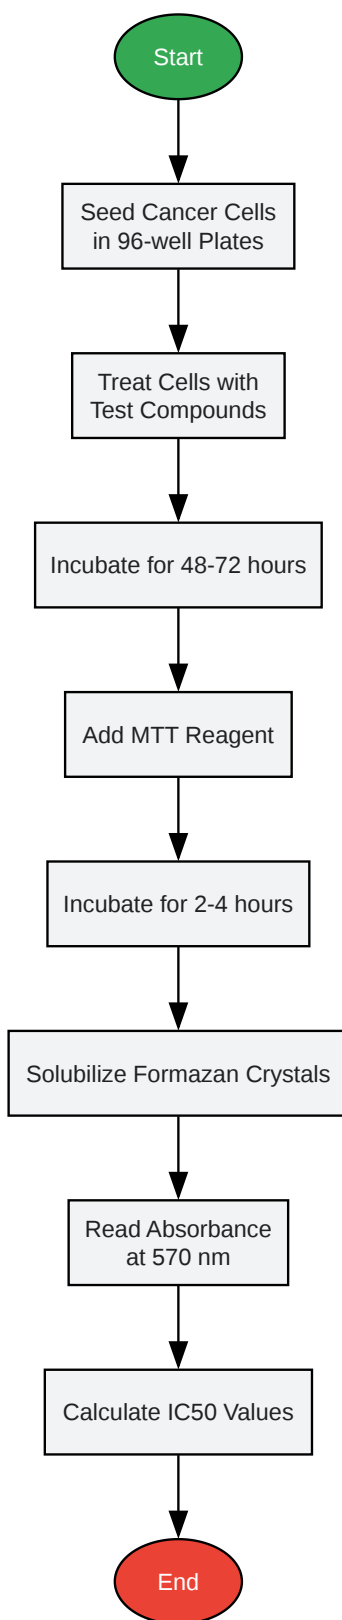 Start
Seed Cancer Cells
in 96-well Plates
Treat Cells with
Test Compounds
Incubate for 48-72 hours
Add MTT Reagent
Incubate for 2-4 hours
Solubilize Formazan Crystals
Read Absorbance
at 570 nm
Calculate IC50 Values
End